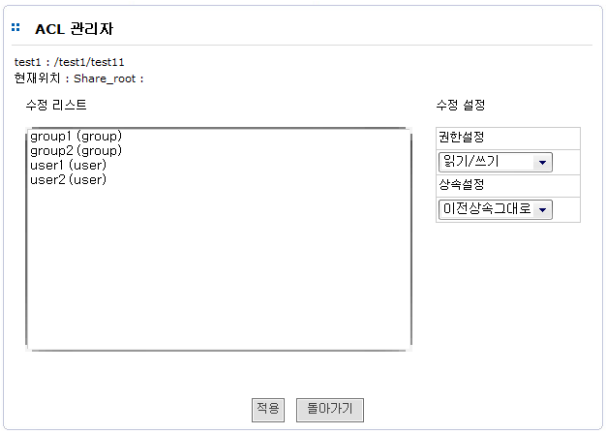 ACL 관리자
test1 : /test1/test11
현재위치 : Share_root :
수정 리스트
수정 설정
group1 (group)
group2 (group)
user1 (user)
user2 (user)
권한설정
읽기/쓰기
상속설정
이전상속그대로
적용
돌아가기